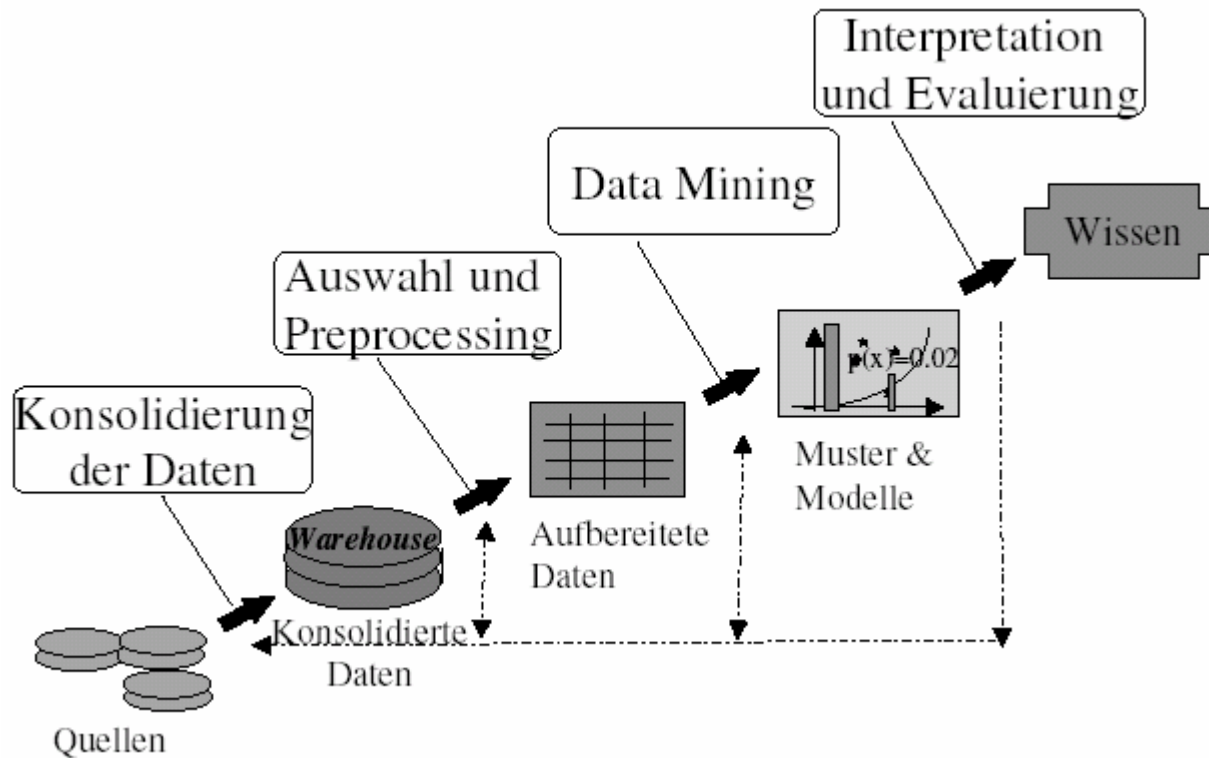 Interpretation
und Evaluierung
Data Mining
Wissen
Auswahl und
Preprocessing
p(x)=0.02
Konsolidierung
der Daten
Muster &
Modelle
Warehouse
Aufbereitete
Daten
Konsolidierte
Daten
Quellen